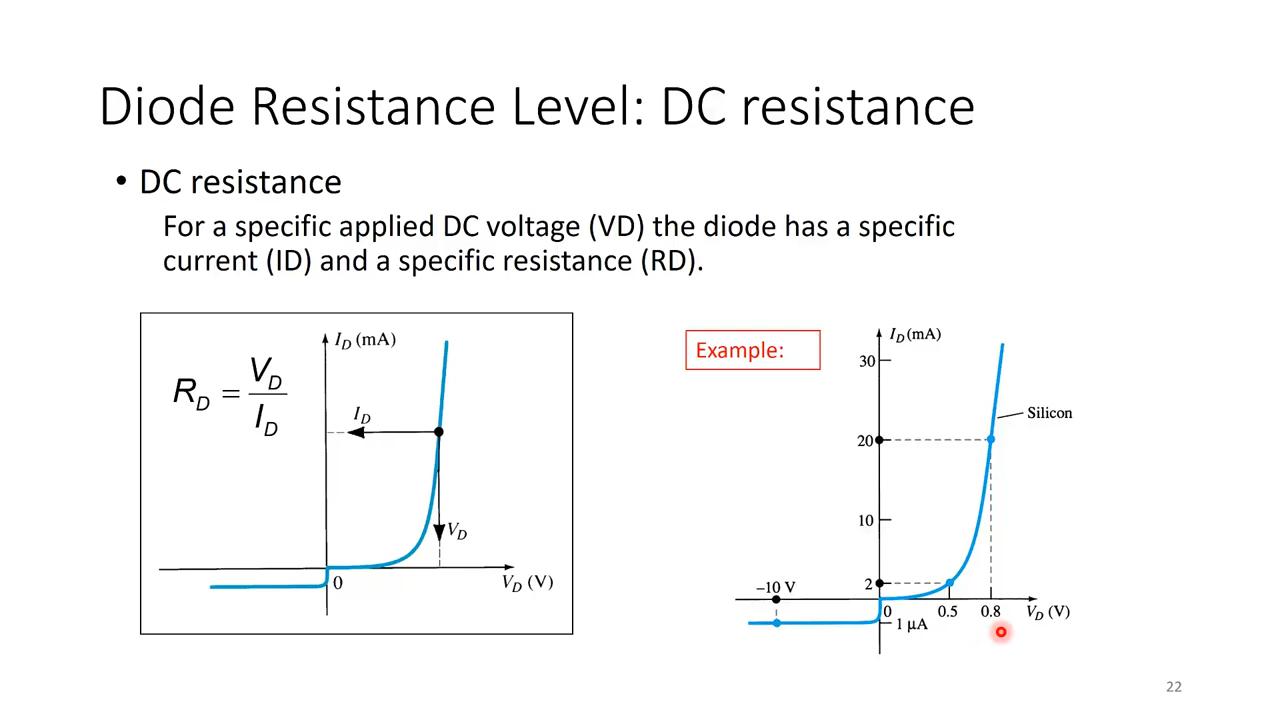 Diode Resistance Level: DC resistance
• DC resistance
For a specific applied DC voltage (VD) the diode has a specific
current (ID) and a specific resistance (RD).
R_D = V_D / I_D
I_D (mA)
I_D
V_D
0
V_D (V)
Example:
I_D (mA)
30
Silicon
20
10
−10 V
2
0
0.5
0.8
V_D (V)
1 μA
22